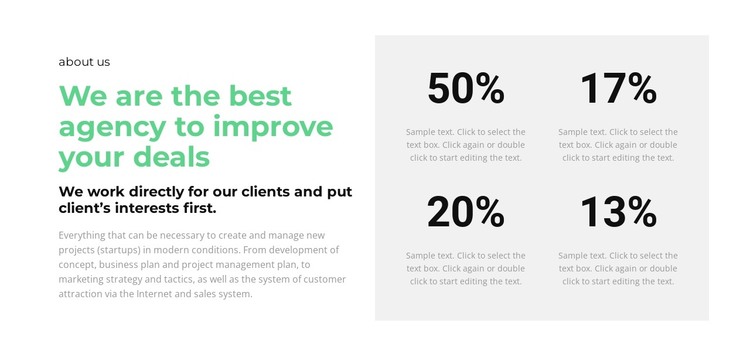 about us
We are the best
agency to improve
your deals
We work directly for our clients and put
client's interests first.
Everything that can be necessary to create and manage new
projects (startups) in modern conditions. From development of
concept, business plan and project management plan, to
marketing strategy and tactics, as well as the system of customer
attraction via the Internet and sales system.
50%
Sample text. Click to select the
text box. Click again or double
click to start editing the text.
17%
Sample text. Click to select the
text box. Click again or double
click to start editing the text.
20%
Sample text. Click to select the
text box. Click again or double
click to start editing the text.
13%
Sample text. Click to select the
text box. Click again or double
click to start editing the text.